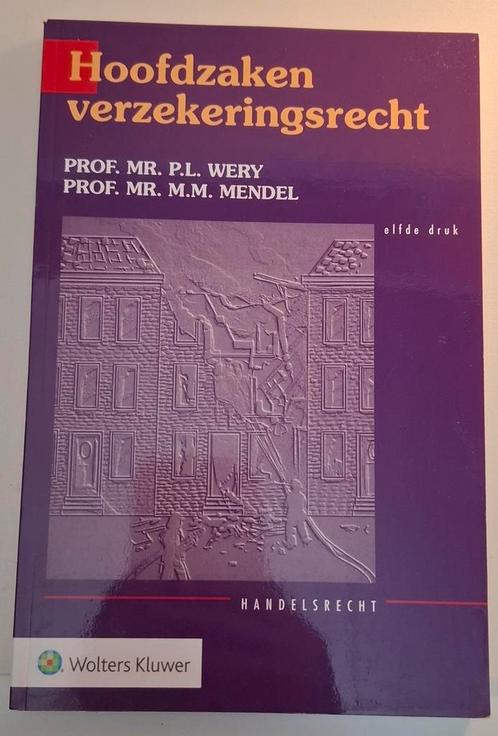 Hoofdzaken
verzekeringsrecht
PROF. MR. P.L. WERY
PROF. MR. M.M. MENDEL
elfde druk
HANDELSRECHT
Wolters Kluwer